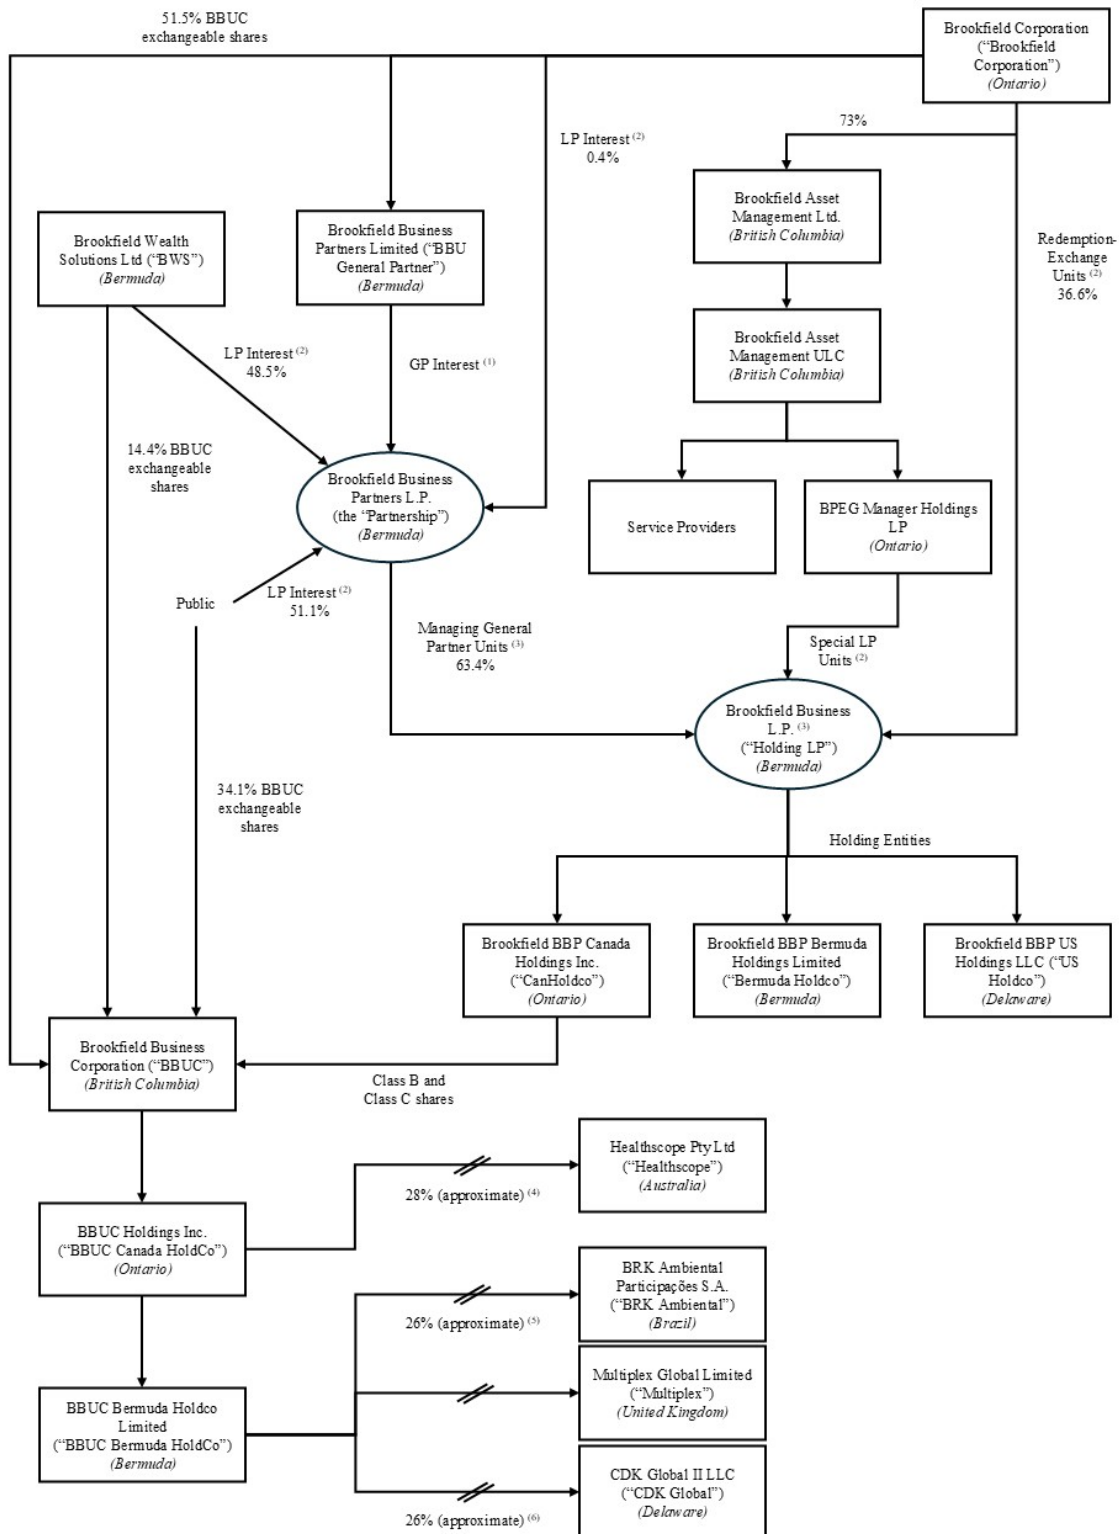 51.5% BBUC
exchangeable shares
Brookfield Corporation
(“Brookfield
Corporation”)
(Ontario)
LP Interest (2)
0.4%
73%
Brookfield Asset
Management Ltd.
(British Columbia)
Redemption-
Exchange
Units (2)
36.6%
Brookfield Wealth
Solutions Ltd (“BWS”)
(Bermuda)
Brookfield Business
Partners Limited (“BBU
General Partner”)
(Bermuda)
LP Interest (2)
48.5%
GP Interest (1)
Brookfield Asset
Management ULC
(British Columbia)
14.4% BBUC
exchangeable
shares
Brookfield Business
Partners L.P.
(the “Partnership”)
(Bermuda)
Service Providers
BPEG Manager Holdings
LP
(Ontario)
Public
LP Interest (2)
51.1%
Managing General
Partner Units (3)
63.4%
Special LP
Units (2)
Brookfield Business
L.P. (3)
(“Holding LP”)
(Bermuda)
34.1% BBUC
exchangeable
shares
Holding Entities
Brookfield BBP Canada
Holdings Inc.
(“CanHoldco”)
(Ontario)
Brookfield BBP Bermuda
Holdings Limited
(“Bermuda Holdco”)
(Bermuda)
Brookfield BBP US
Holdings LLC (“US
Holdco”)
(Delaware)
Brookfield Business
Corporation (“BBUC”)
(British Columbia)
Class B and
Class C shares
Healthscope Pty Ltd
(“Healthscope”)
(Australia)
28% (approximate) (4)
BBUC Holdings Inc.
(“BBUC Canada HoldCo”)
(Ontario)
BRK Ambiental
Participações S.A.
(“BRK Ambiental”)
(Brazil)
26% (approximate) (5)
Multiplex Global Limited
(“Multiplex”)
(United Kingdom)
BBUC Bermuda Holdco
Limited
(“BBUC Bermuda HoldCo”)
(Bermuda)
CDK Global II LLC
(“CDK Global”)
(Delaware)
26% (approximate) (6)